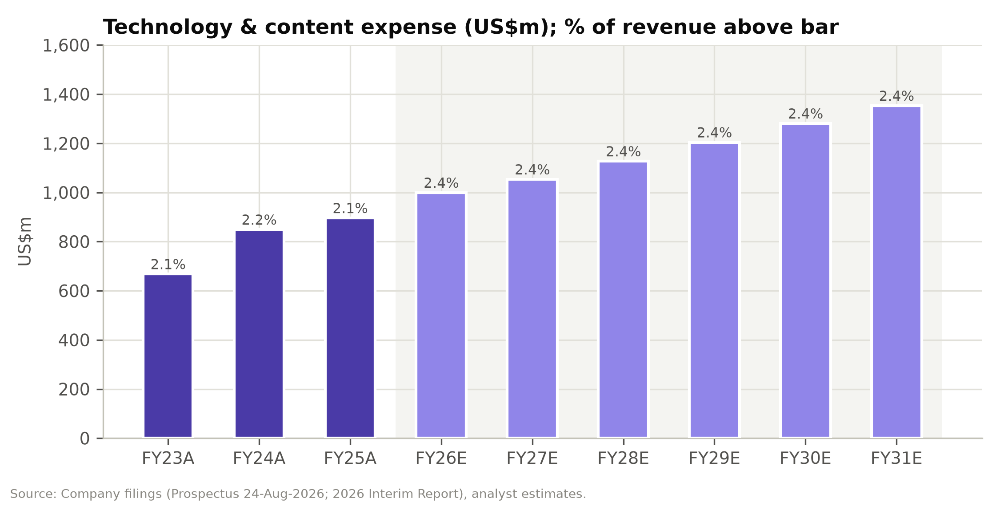 Technology & content expense (US$m); % of revenue above bar
1,600
1,400
1,200
1,000
800
600
400
200
0
US$m
2.1%
2.2%
2.1%
2.4%
2.4%
2.4%
2.4%
2.4%
2.4%
FY23A
FY24A
FY25A
FY26E
FY27E
FY28E
FY29E
FY30E
FY31E
Source: Company filings (Prospectus 24-Aug-2026; 2026 Interim Report), analyst estimates.